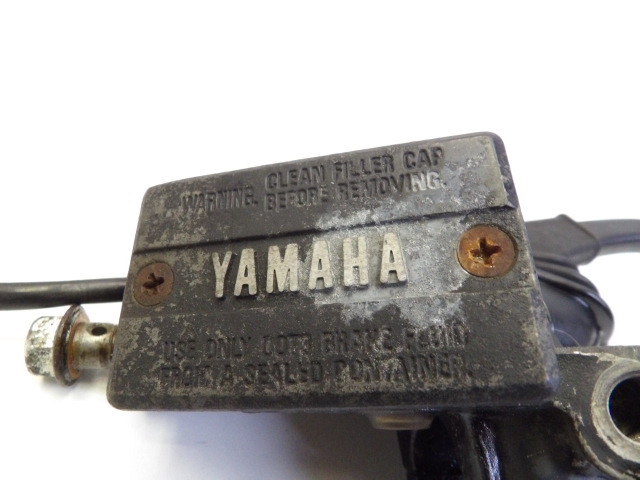 WARNING. CLEAN FILLER CAP
BEFORE REMOVING.
YAMAHA
USE ONLY DOT3 BRAKE FLUID
FROM A SEALED CONTAINER.